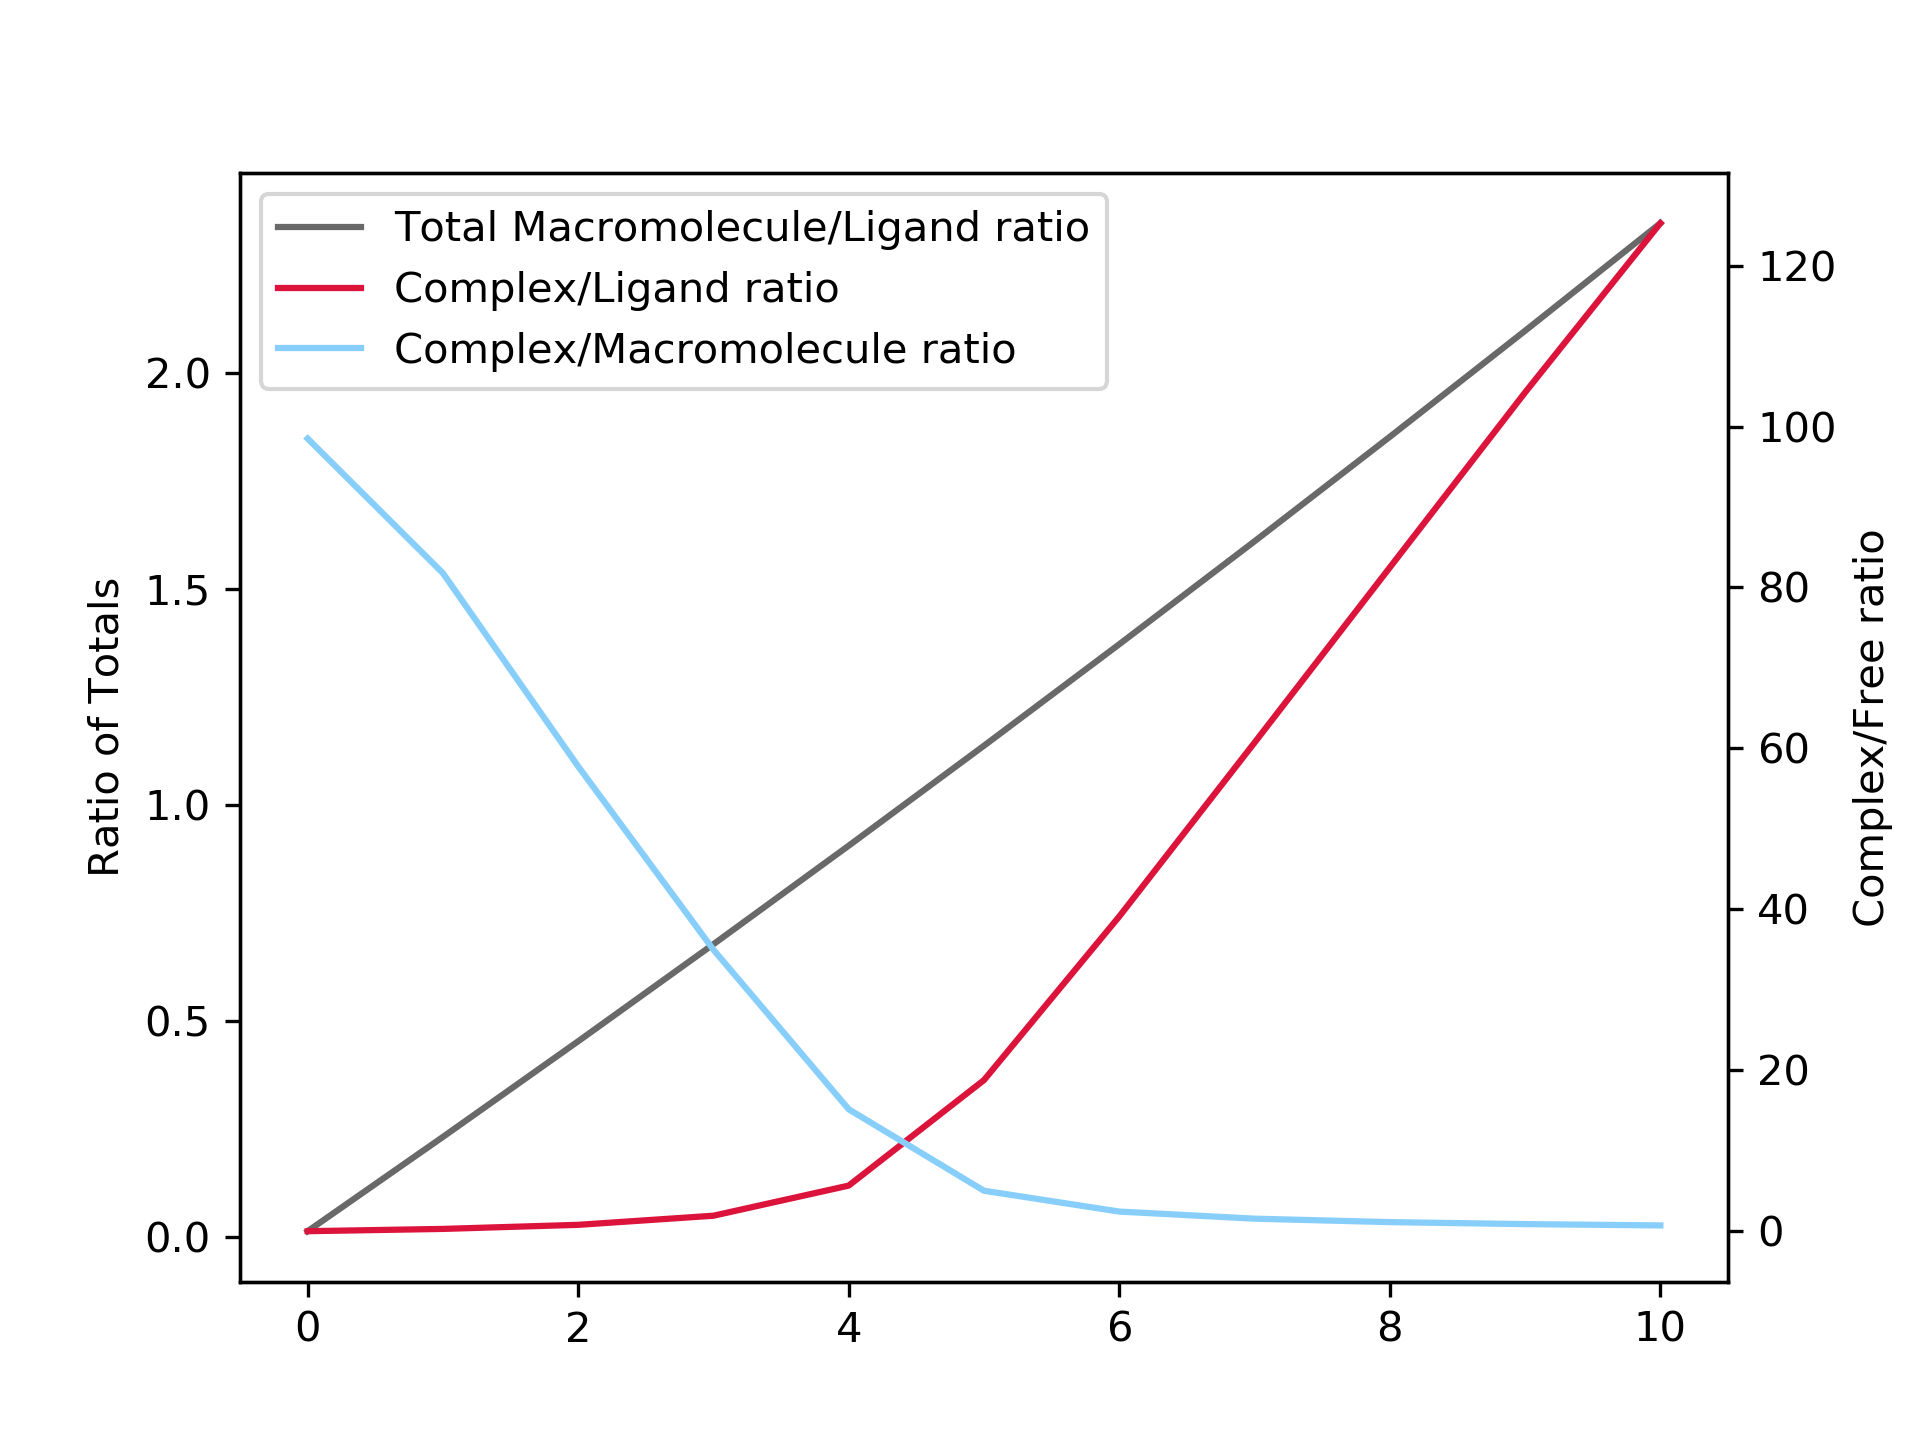 Total Macromolecule/Ligand ratio
Complex/Ligand ratio
Complex/Macromolecule ratio
Ratio of Totals
2.0
1.5
1.0
0.5
0.0
120
100
80
60
40
20
0
Complex/Free ratio
0 2 4 6 8 10